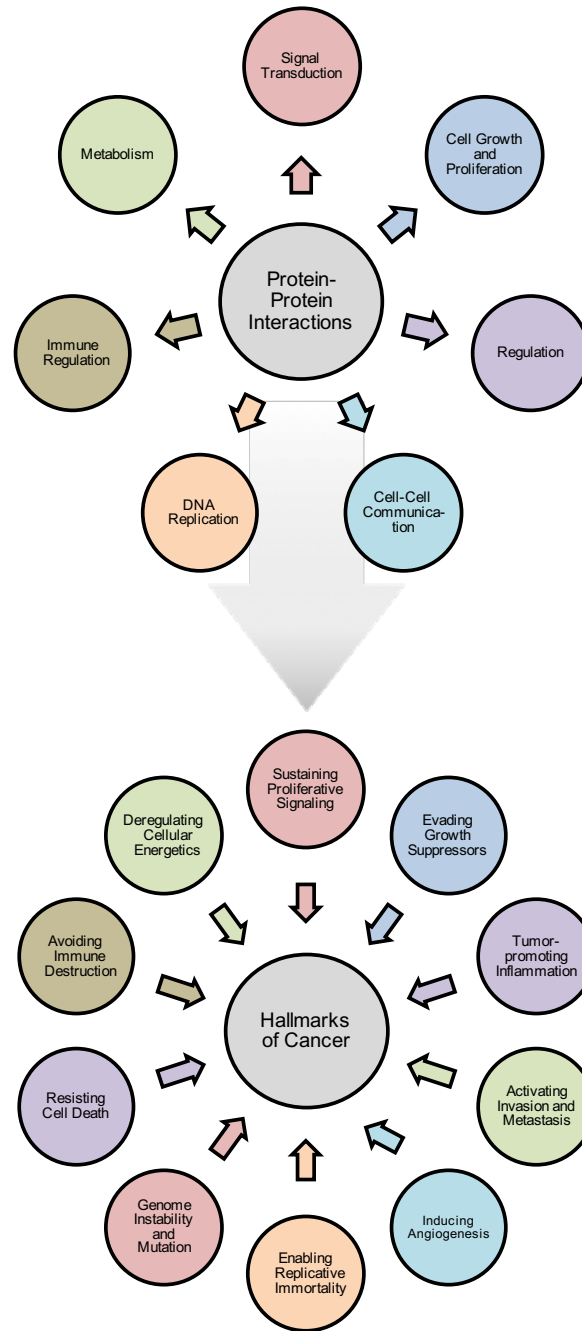 Signal
Transduction
Metabolism
Cell Growth
and
Proliferation
Protein-
Protein
Interactions
Immune
Regulation
Regulation
DNA
Replication
Cell-Cell
Communica-
tion
Sustaining
Proliferative
Signaling
Deregulating
Cellular
Energetics
Evading
Growth
Suppressors
Avoiding
Immune
Destruction
Tumor-
promoting
Inflammation
Hallmarks
of Cancer
Resisting
Cell Death
Activating
Invasion and
Metastasis
Genome
Instability
and
Mutation
Inducing
Angiogenesis
Enabling
Replicative
Immortality